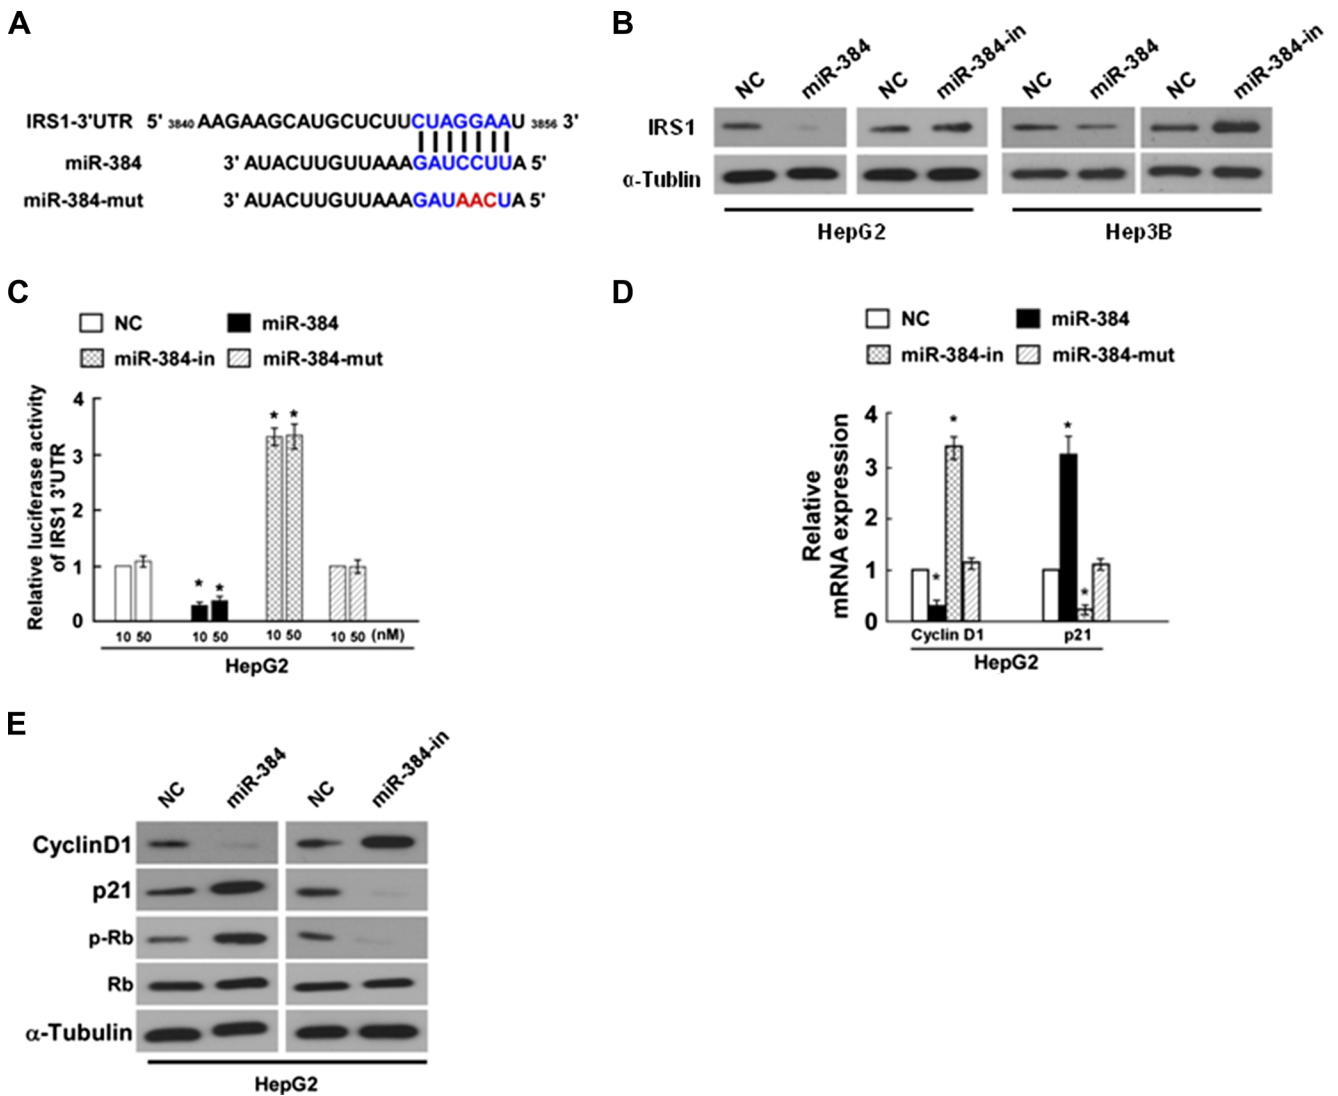 A
IRS1-3'UTR 5' 3840 AAGAAGCAUGCUCUUCUAGGAAU 3856 3'
miR-384 3' AUACUUGUUAAAGAUCCUUA 5'
miR-384-mut 3' AUACUUGUUAAAGAUAACUA 5'
B
NC miR-384 NC miR-384-in NC miR-384 NC miR-384-in
IRS1
α-Tublin
HepG2 Hep3B
C
NC miR-384
miR-384-in miR-384-mut
Relative luciferase activity
of IRS1 3'UTR
4
* *
3
2
1
* *
0
10 50 10 50 10 50 10 50 (nM)
HepG2
D
NC miR-384
miR-384-in miR-384-mut
Relative
mRNA expression
4
* *
3
2
1
* *
0
Cyclin D1 p21
HepG2
E
NC miR-384 NC miR-384-in
CyclinD1
p21
p-Rb
Rb
α-Tubulin
HepG2